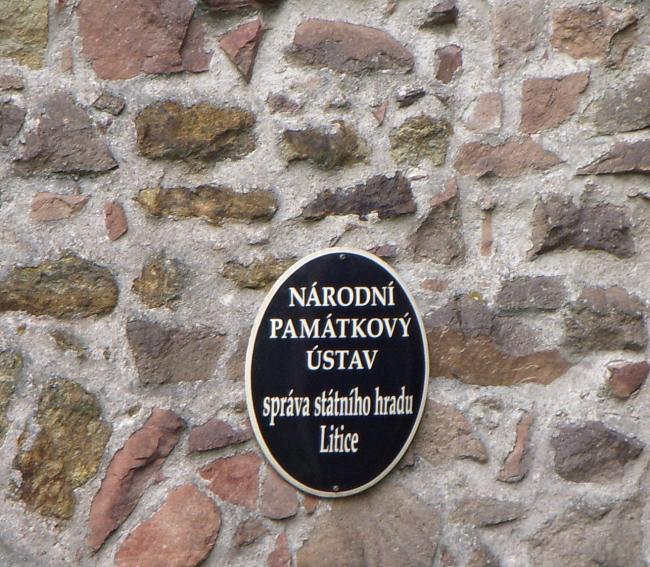 NÁRODNÍ
PAMÁTKOVÝ
ÚSTAV
správa státního hradu
Litice